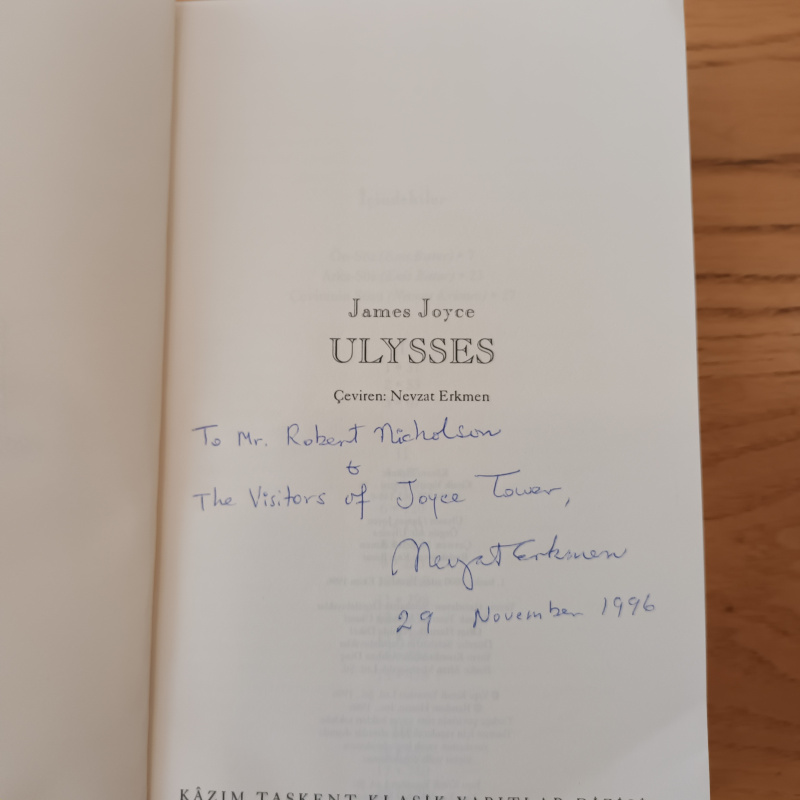 James Joyce
ULYSSES
Çeviren: Nevzat Erkmen
To Mr. Robert Nicholson
&
The Visitors of Joyce Tower,
Nevzat Erkmen
29 November 1996
KÂZIM TAŞKENT KLASİK YAPITLAR DİZİSİ